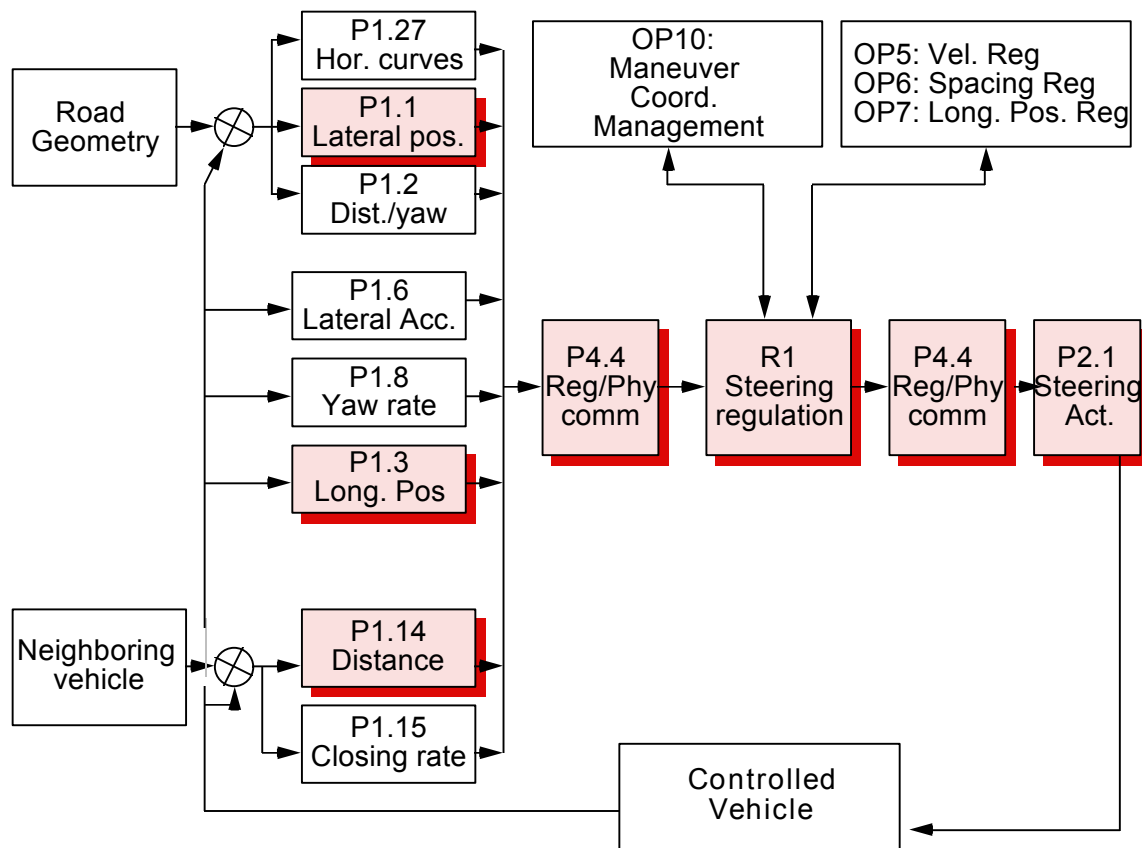 P1.27
Hor. curves
OP10:
Maneuver
Coord.
Management
OP5: Vel. Reg
OP6: Spacing Reg
OP7: Long. Pos. Reg
Road
Geometry
P1.1
Lateral pos.
P1.2
Dist./yaw
P1.6
Lateral Acc.
P1.8
Yaw rate
P1.3
Long. Pos
P4.4
Reg/Phy
comm
R1
Steering
regulation
P4.4
Reg/Phy
comm
P2.1
Steering
Act.
Neighboring
vehicle
P1.14
Distance
P1.15
Closing rate
Controlled
Vehicle